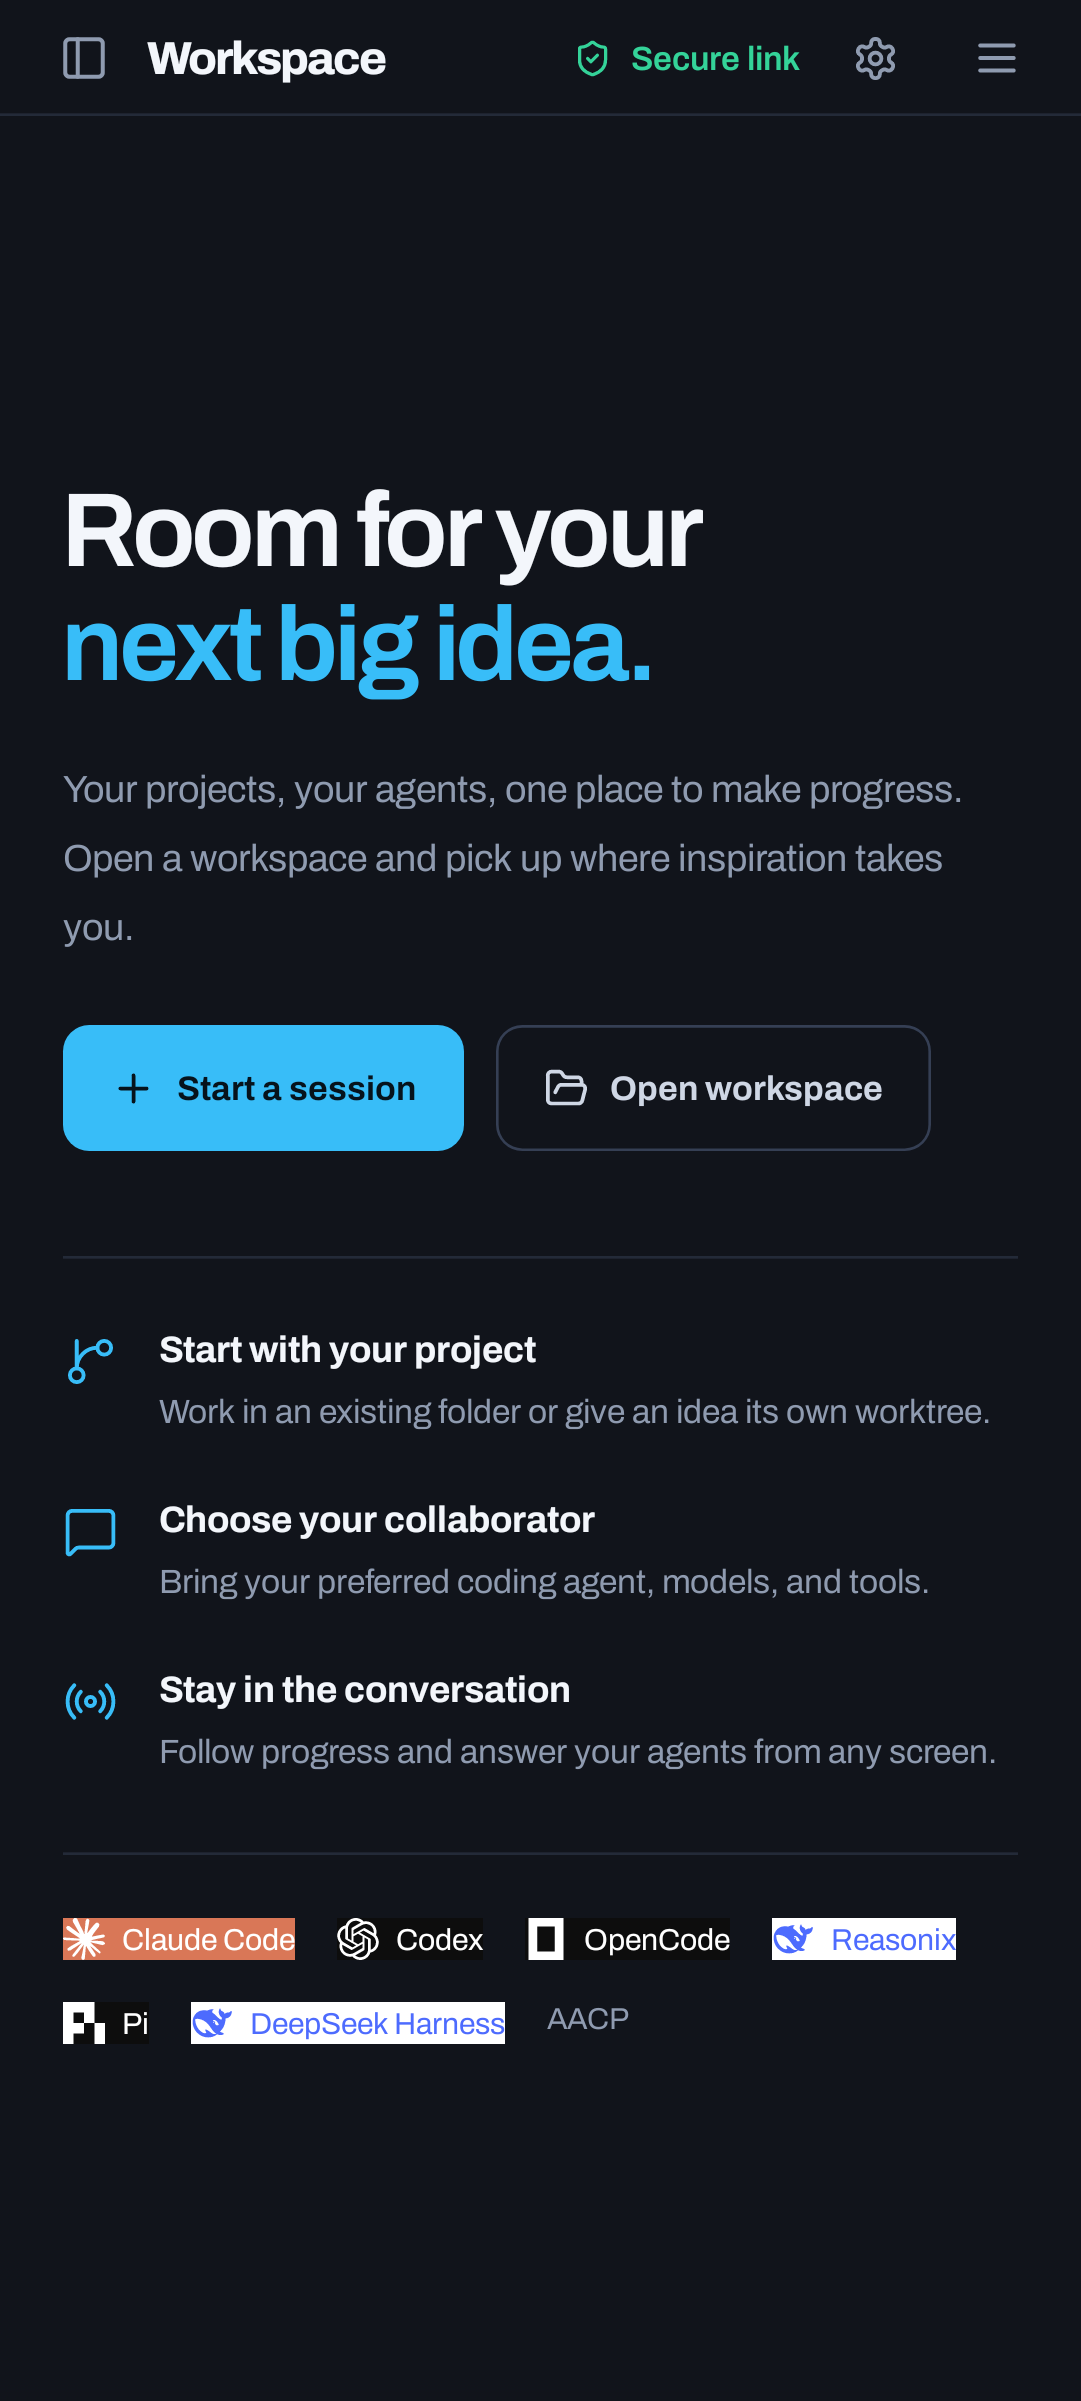 Workspace
Secure link
Room for your
next big idea.
Your projects, your agents, one place to make progress.
Open a workspace and pick up where inspiration takes
you.
Start a session
Open workspace
Start with your project
Work in an existing folder or give an idea its own worktree.
Choose your collaborator
Bring your preferred coding agent, models, and tools.
Stay in the conversation
Follow progress and answer your agents from any screen.
Claude Code Codex OpenCode Reasonix
Pi DeepSeek Harness AACP